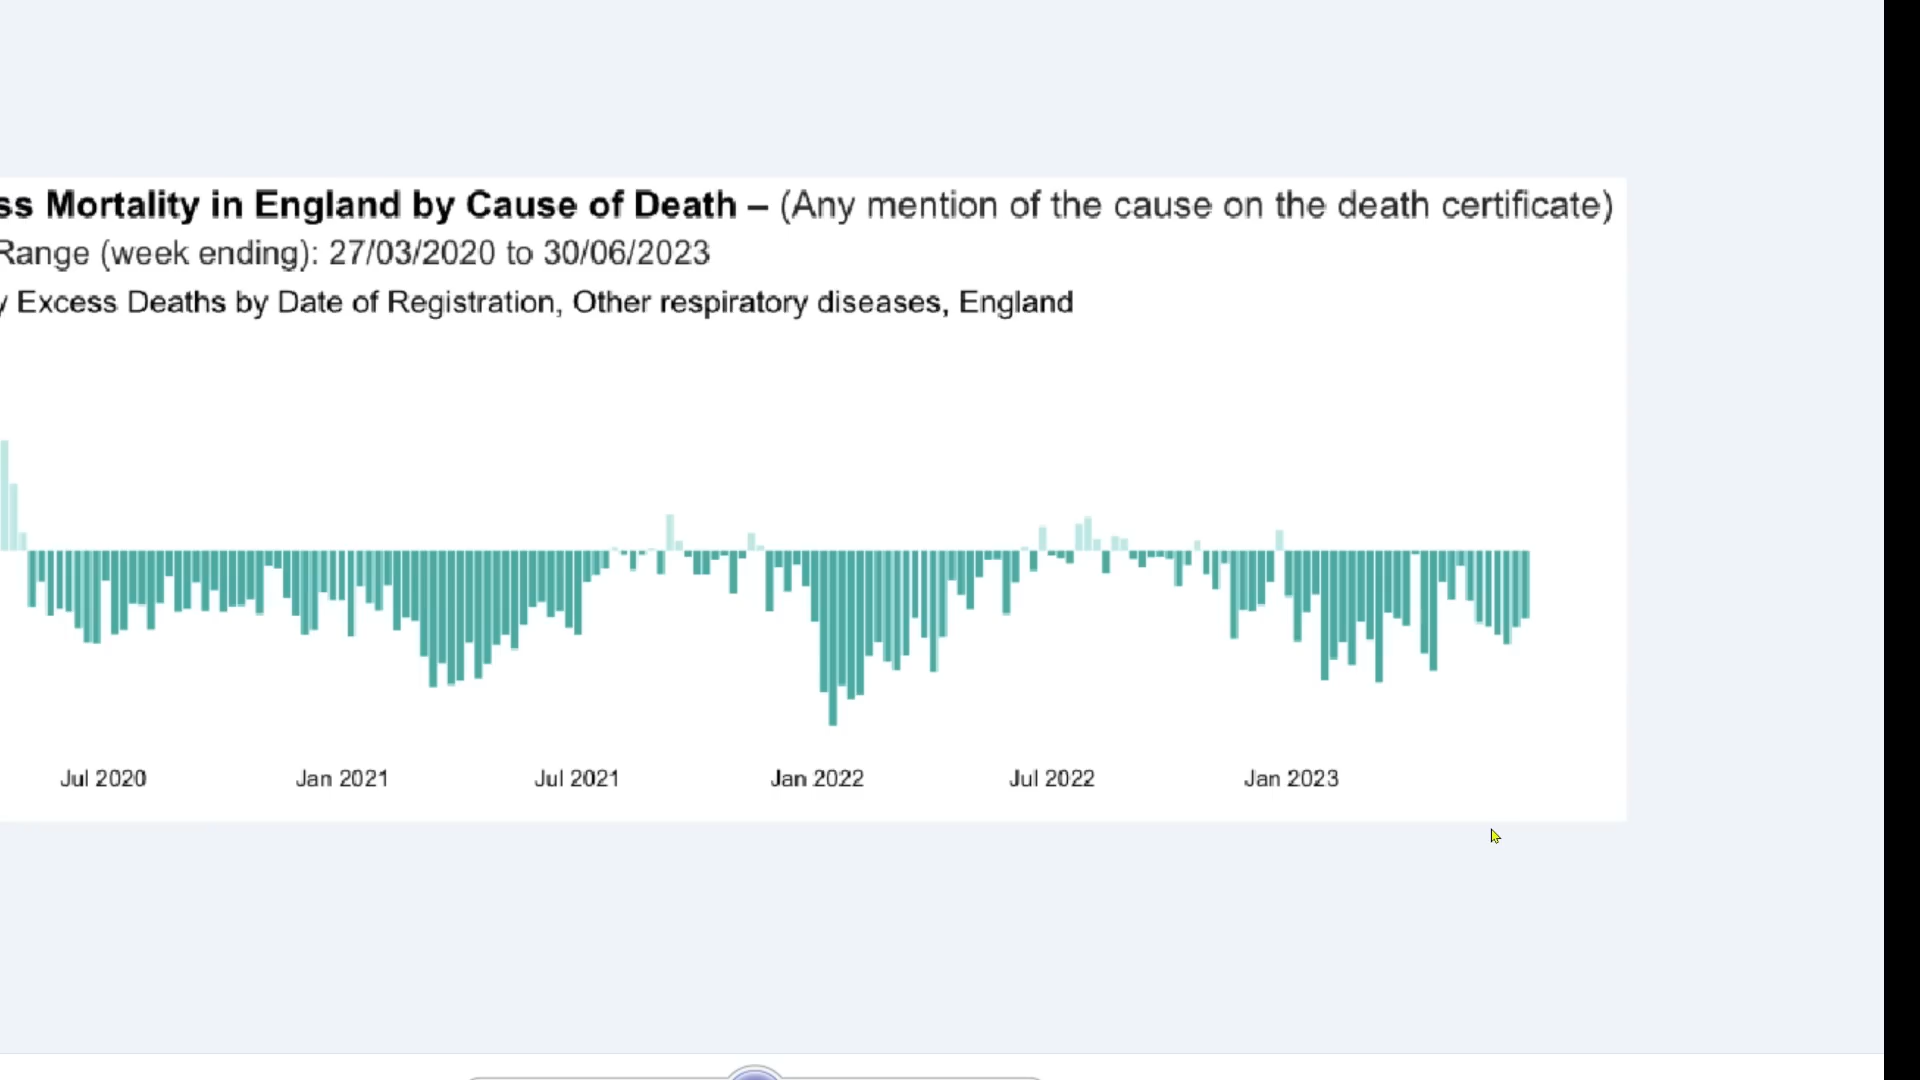 ss Mortality in England by Cause of Death – (Any mention of the cause on the death certificate)
Range (week ending): 27/03/2020 to 30/06/2023
y Excess Deaths by Date of Registration, Other respiratory diseases, England
Jul 2020 Jan 2021 Jul 2021 Jan 2022 Jul 2022 Jan 2023